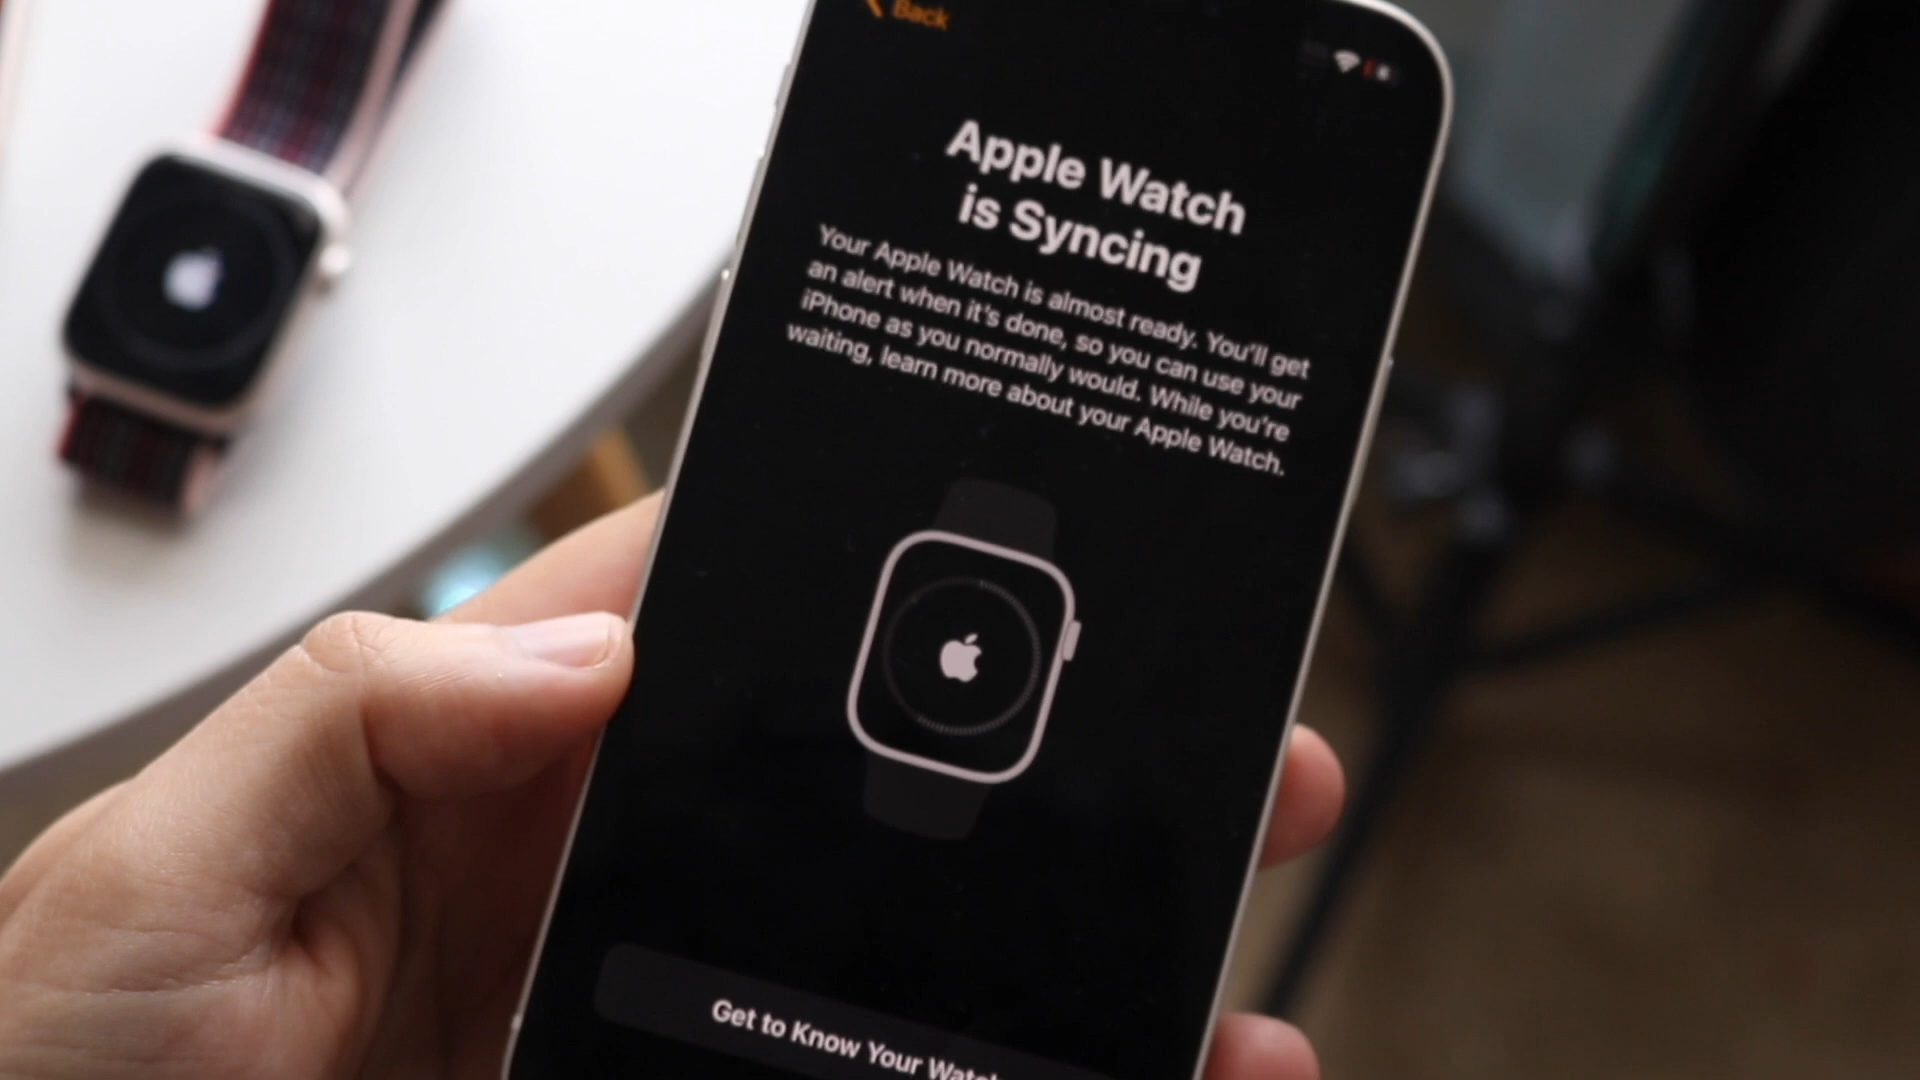 Back
Apple Watch
is Syncing
Your Apple Watch is almost ready. You'll get
an alert when it's done, so you can use your
iPhone as you normally would. While you're
waiting, learn more about your Apple Watch.
Get to Know Your Watch